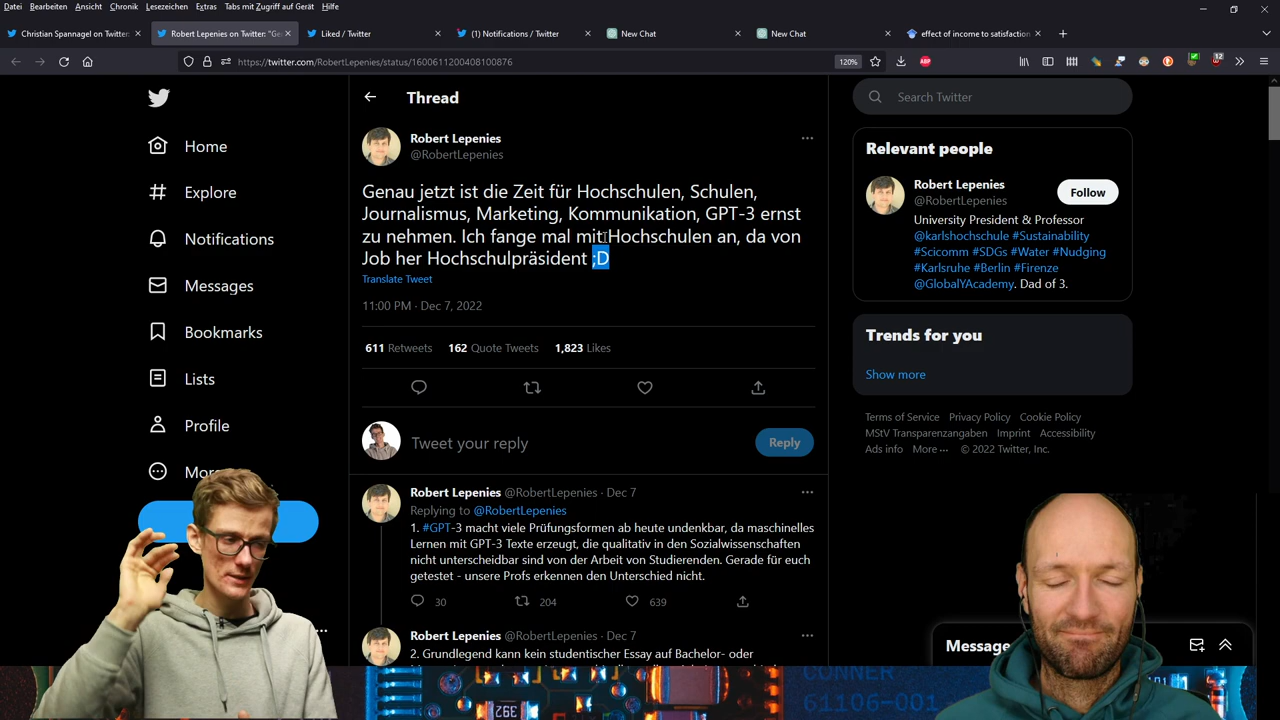 Datei Bearbeiten Ansicht Chronik Lesezeichen Extras Tabs mit Zugriff auf Gerät Hilfe
Christian Spannagel on Twitter:
Robert Lepenies on Twitter: "Ge
Liked / Twitter
(1) Notifications / Twitter
New Chat
New Chat
effect of income to satisfaction
https://twitter.com/RobertLepenies/status/1600611200408100876
120%
ABP
12
Home
Explore
Notifications
Messages
Bookmarks
Lists
Profile
Thread
Robert Lepenies
@RobertLepenies
Genau jetzt ist die Zeit für Hochschulen, Schulen,
Journalismus, Marketing, Kommunikation, GPT-3 ernst
zu nehmen. Ich fange mal mit Hochschulen an, da von
Job her Hochschulpräsident ;D
Translate Tweet
11:00 PM · Dec 7, 2022
611 Retweets 162 Quote Tweets 1,823 Likes
Tweet your reply
Reply
Robert Lepenies @RobertLepenies · Dec 7
Replying to @RobertLepenies
1. #GPT-3 macht viele Prüfungsformen ab heute undenkbar, da maschinelles
Lernen mit GPT-3 Texte erzeugt, die qualitativ in den Sozialwissenschaften
nicht unterscheidbar sind von der Arbeit von Studierenden. Gerade für euch
getestet - unsere Profs erkennen den Unterschied nicht.
30 204 639
Robert Lepenies @RobertLepenies · Dec 7
2. Grundlegend kann kein studentischer Essay auf Bachelor- oder
Search Twitter
Relevant people
Robert Lepenies
@RobertLepenies
Follow
University President & Professor
@karlshochschule #Sustainability
#Scicomm #SDGs #Water #Nudging
#Karlsruhe #Berlin #Firenze
@GlobalYAcademy. Dad of 3.
Trends for you
Show more
Terms of Service Privacy Policy Cookie Policy
MStV Transparenzangaben Imprint Accessibility
Ads info More ··· © 2022 Twitter, Inc.
CONNER
61106-001